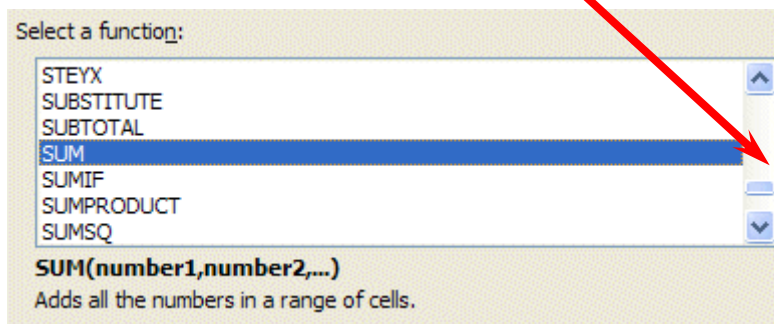 Select a function:
STEYX
SUBSTITUTE
SUBTOTAL
SUM
SUMIF
SUMPRODUCT
SUMSQ
SUM(number1,number2,...)
Adds all the numbers in a range of cells.